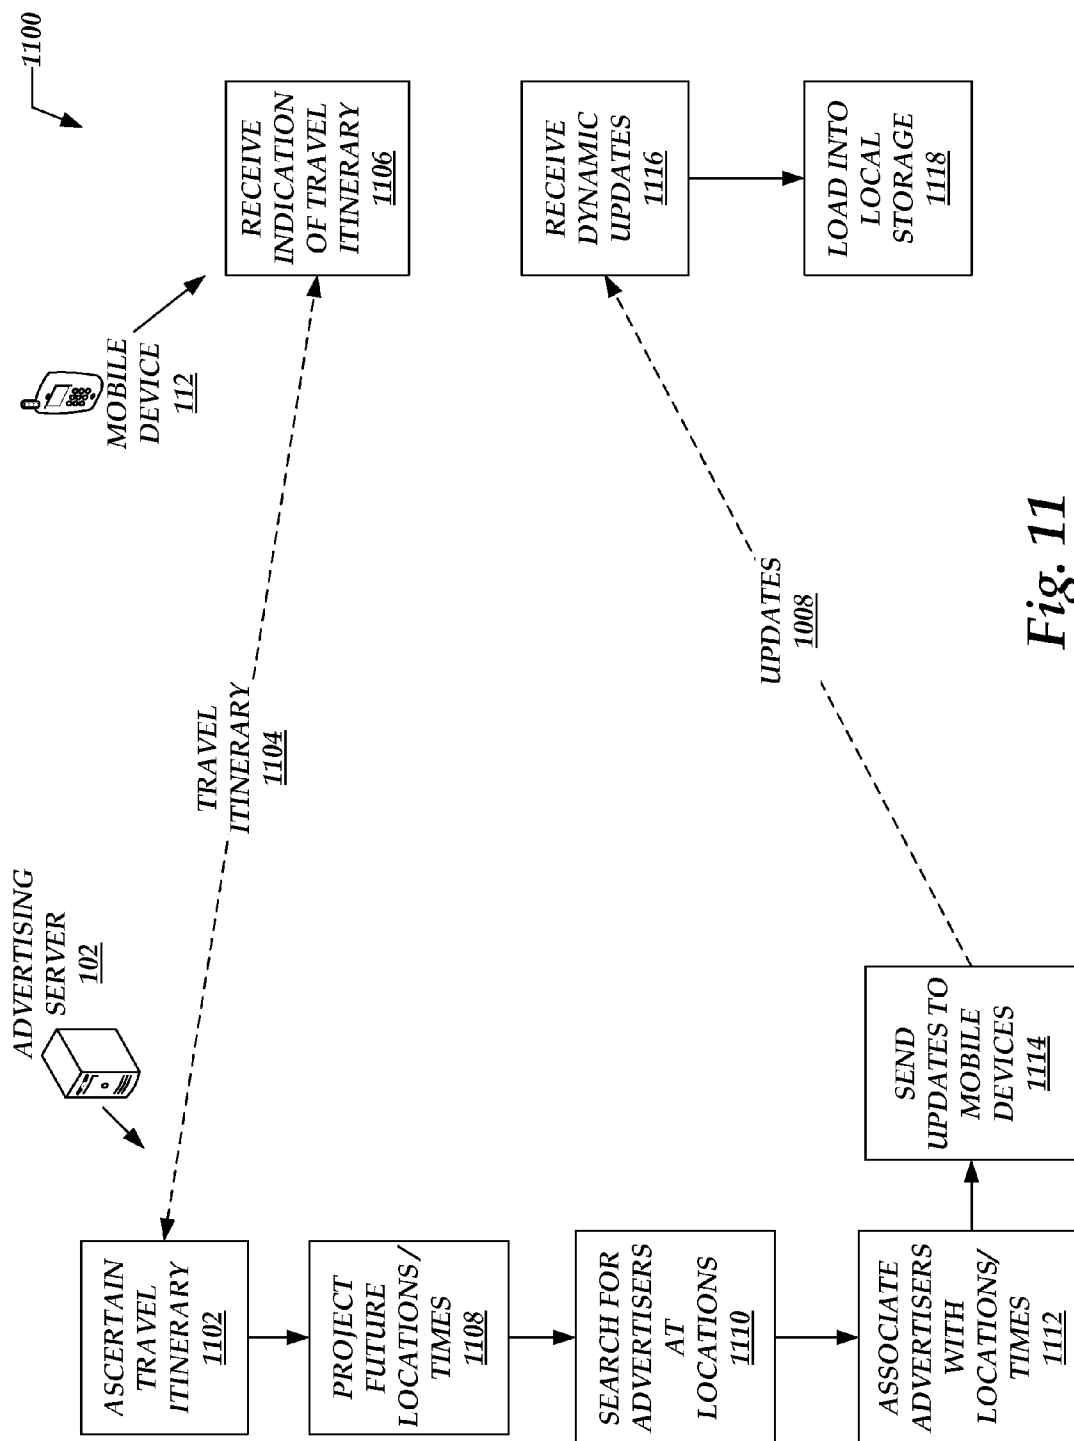 1100
ADVERTISING
SERVER
102
MOBILE
DEVICE
112
ASCERTAIN
TRAVEL
ITINERARY
1102
TRAVEL
ITINERARY
1104
RECEIVE
INDICATION
OF TRAVEL
ITINERARY
1106
PROJECT
FUTURE
LOCATIONS/
TIMES
1108
SEARCH FOR
ADVERTISERS
AT
LOCATIONS
1110
ASSOCIATE
ADVERTISERS
WITH
LOCATIONS/
TIMES
1112
SEND
UPDATES TO
MOBILE
DEVICES
1114
UPDATES
1008
RECEIVE
DYNAMIC
UPDATES
1116
LOAD INTO
LOCAL
STORAGE
1118
Fig. 11